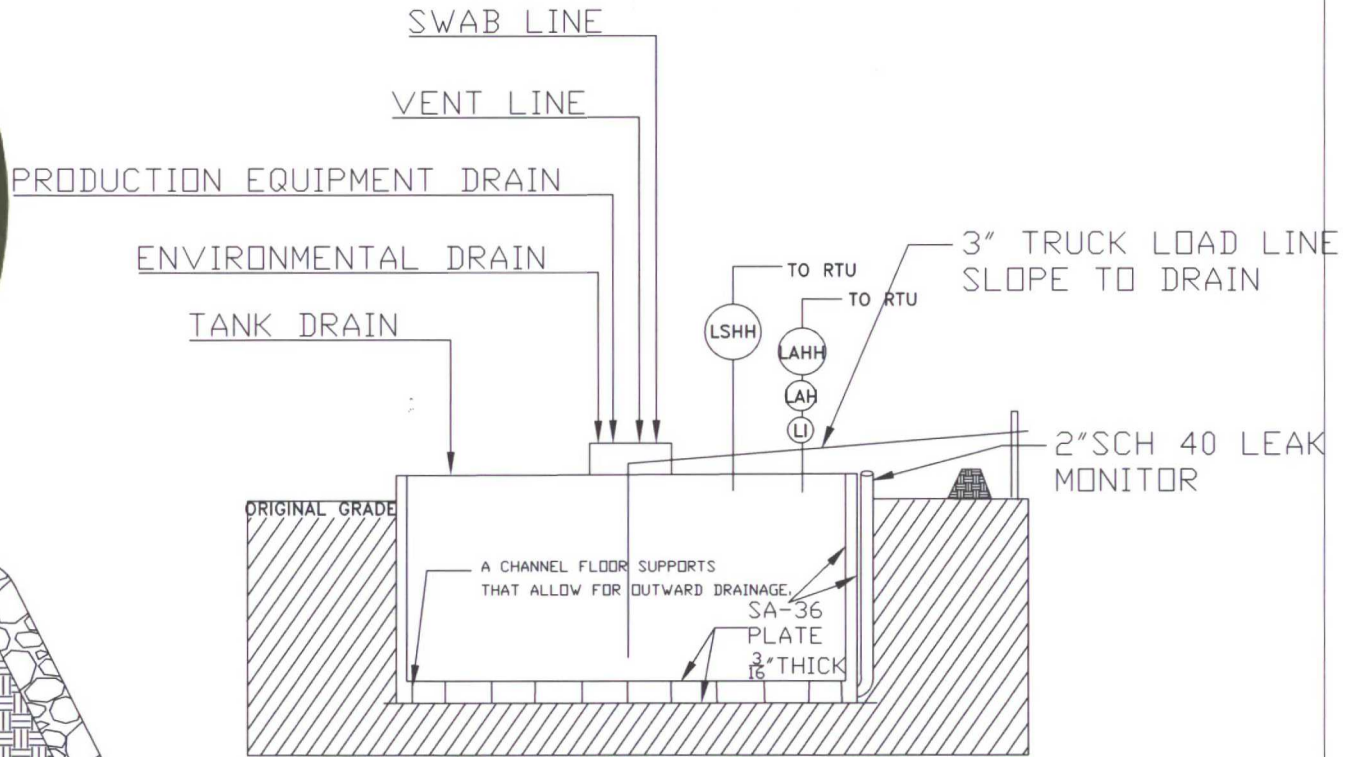 SWAB LINE
VENT LINE
PRODUCTION EQUIPMENT DRAIN
ENVIRONMENTAL DRAIN
TANK DRAIN
3" TRUCK LOAD LINE
SLOPE TO DRAIN
TO RTU
TO RTU
LSHH
LAHH
LAH
LI
2"SCH 40 LEAK
MONITOR
ORIGINAL GRADE
A CHANNEL FLOOR SUPPORTS
THAT ALLOW FOR OUTWARD DRAINAGE.
SA-36
PLATE
3/16"THICK